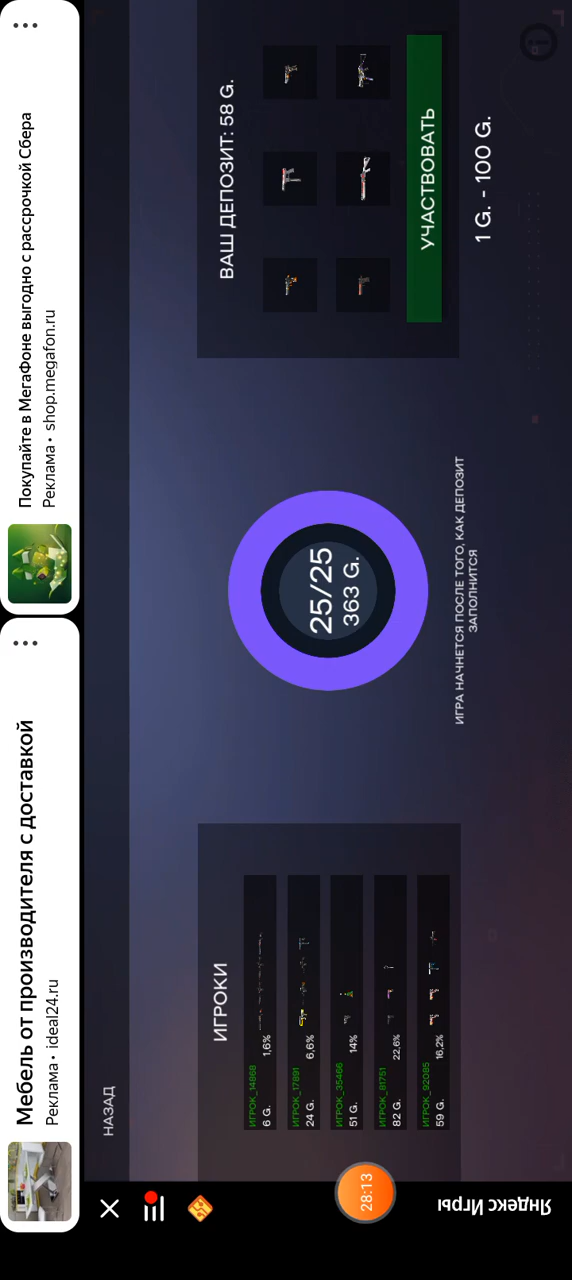 Мебель от производителя с доставкой
Реклама • ideal24.ru
Покупайте в МегаФоне выгодно с рассрочкой Сбера
Реклама • shop.megafon.ru
НАЗАД
ИГРОКИ
ИГРОК_14868
6 G.
1,6%
ИГРОК_17891
24 G.
6,6%
ИГРОК_35466
51 G.
14%
ИГРОК_81751
82 G.
22,6%
ИГРОК_92085
59 G.
16,2%
25/25
363 G.
ИГРА НАЧНЕТСЯ ПОСЛЕ ТОГО, КАК ДЕПОЗИТ
ЗАПОЛНИТСЯ
ВАШ ДЕПОЗИТ: 58 G.
УЧАСТВОВАТЬ
1 G. - 100 G.
28:13
Яндекс Игры